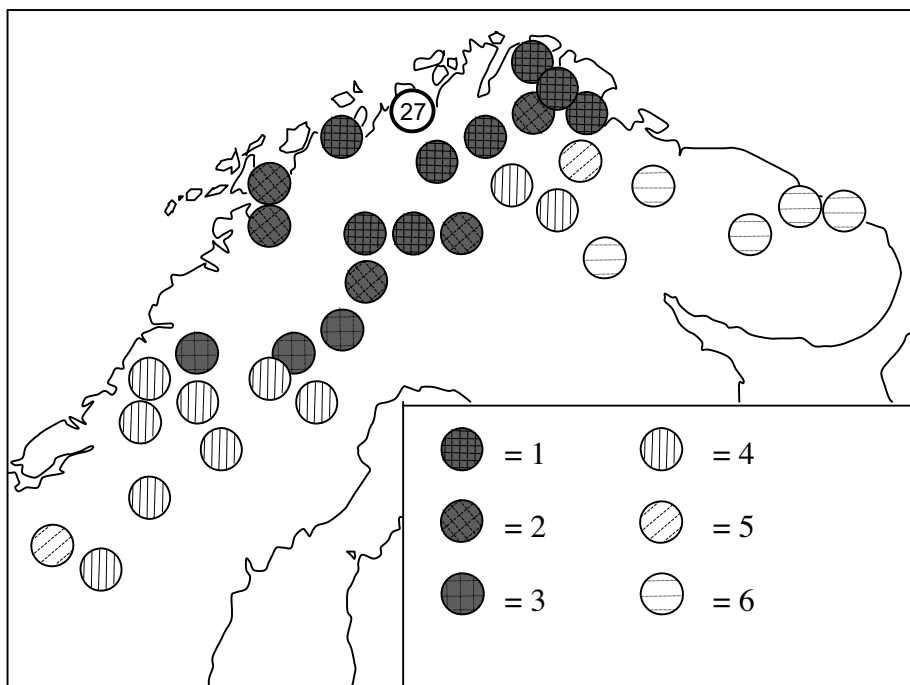 27
= 1 = 4
= 2 = 5
= 3 = 6